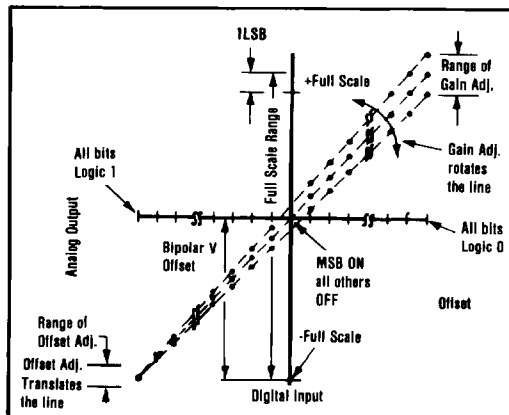 1LSB
+Full Scale
Range of
Gain Adj.
Full Scale Range
Gain Adj.
rotates
the line
All bits
Logic 1
Analog Output
Bipolar V
Offset
MSB ON
all others
OFF
All bits
Logic 0
Offset
Range of
Offset Adj.
Offset Adj.
Translates
the line
-Full Scale
Digital Input